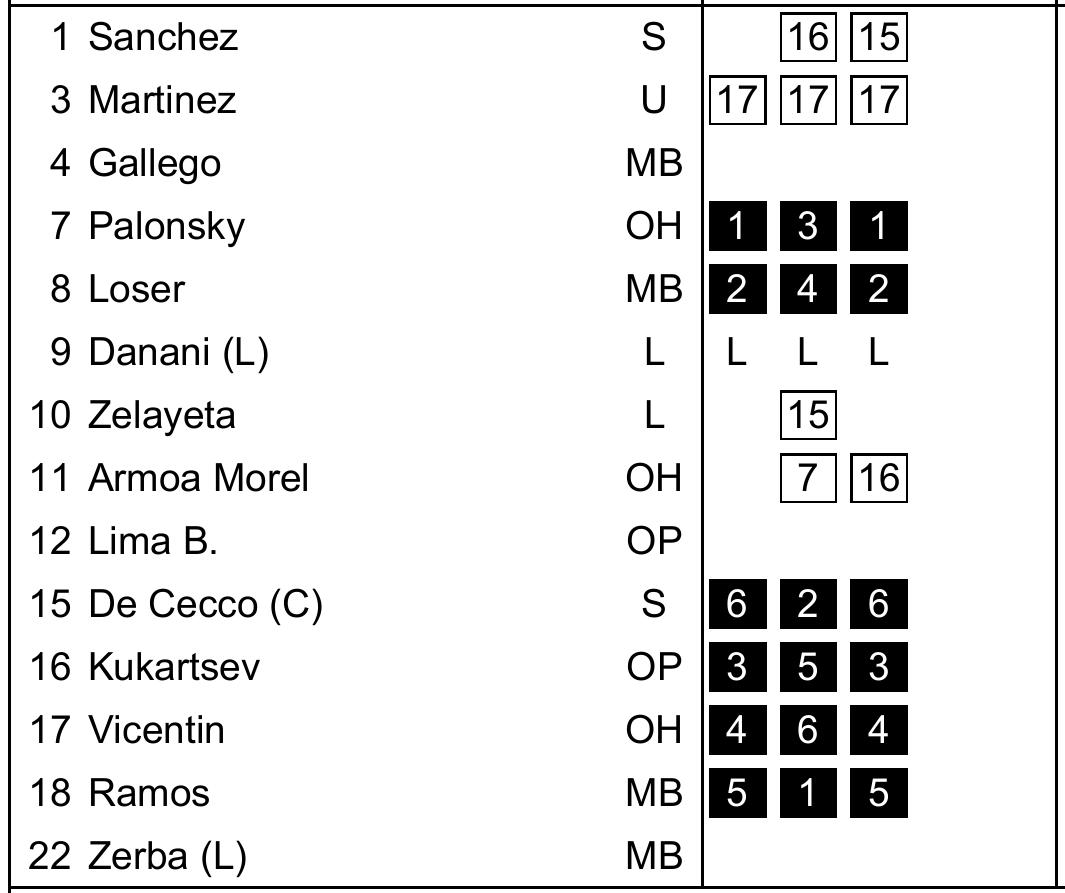 1 Sanchez S 16 15
3 Martinez U 17 17 17
4 Gallego MB
7 Palonsky OH 1 3 1
8 Loser MB 2 4 2
9 Danani (L) L L L L
10 Zelayeta L 15
11 Armoa Morel OH 7 16
12 Lima B. OP
15 De Cecco (C) S 6 2 6
16 Kukartsev OP 3 5 3
17 Vicentin OH 4 6 4
18 Ramos MB 5 1 5
22 Zerba (L) MB